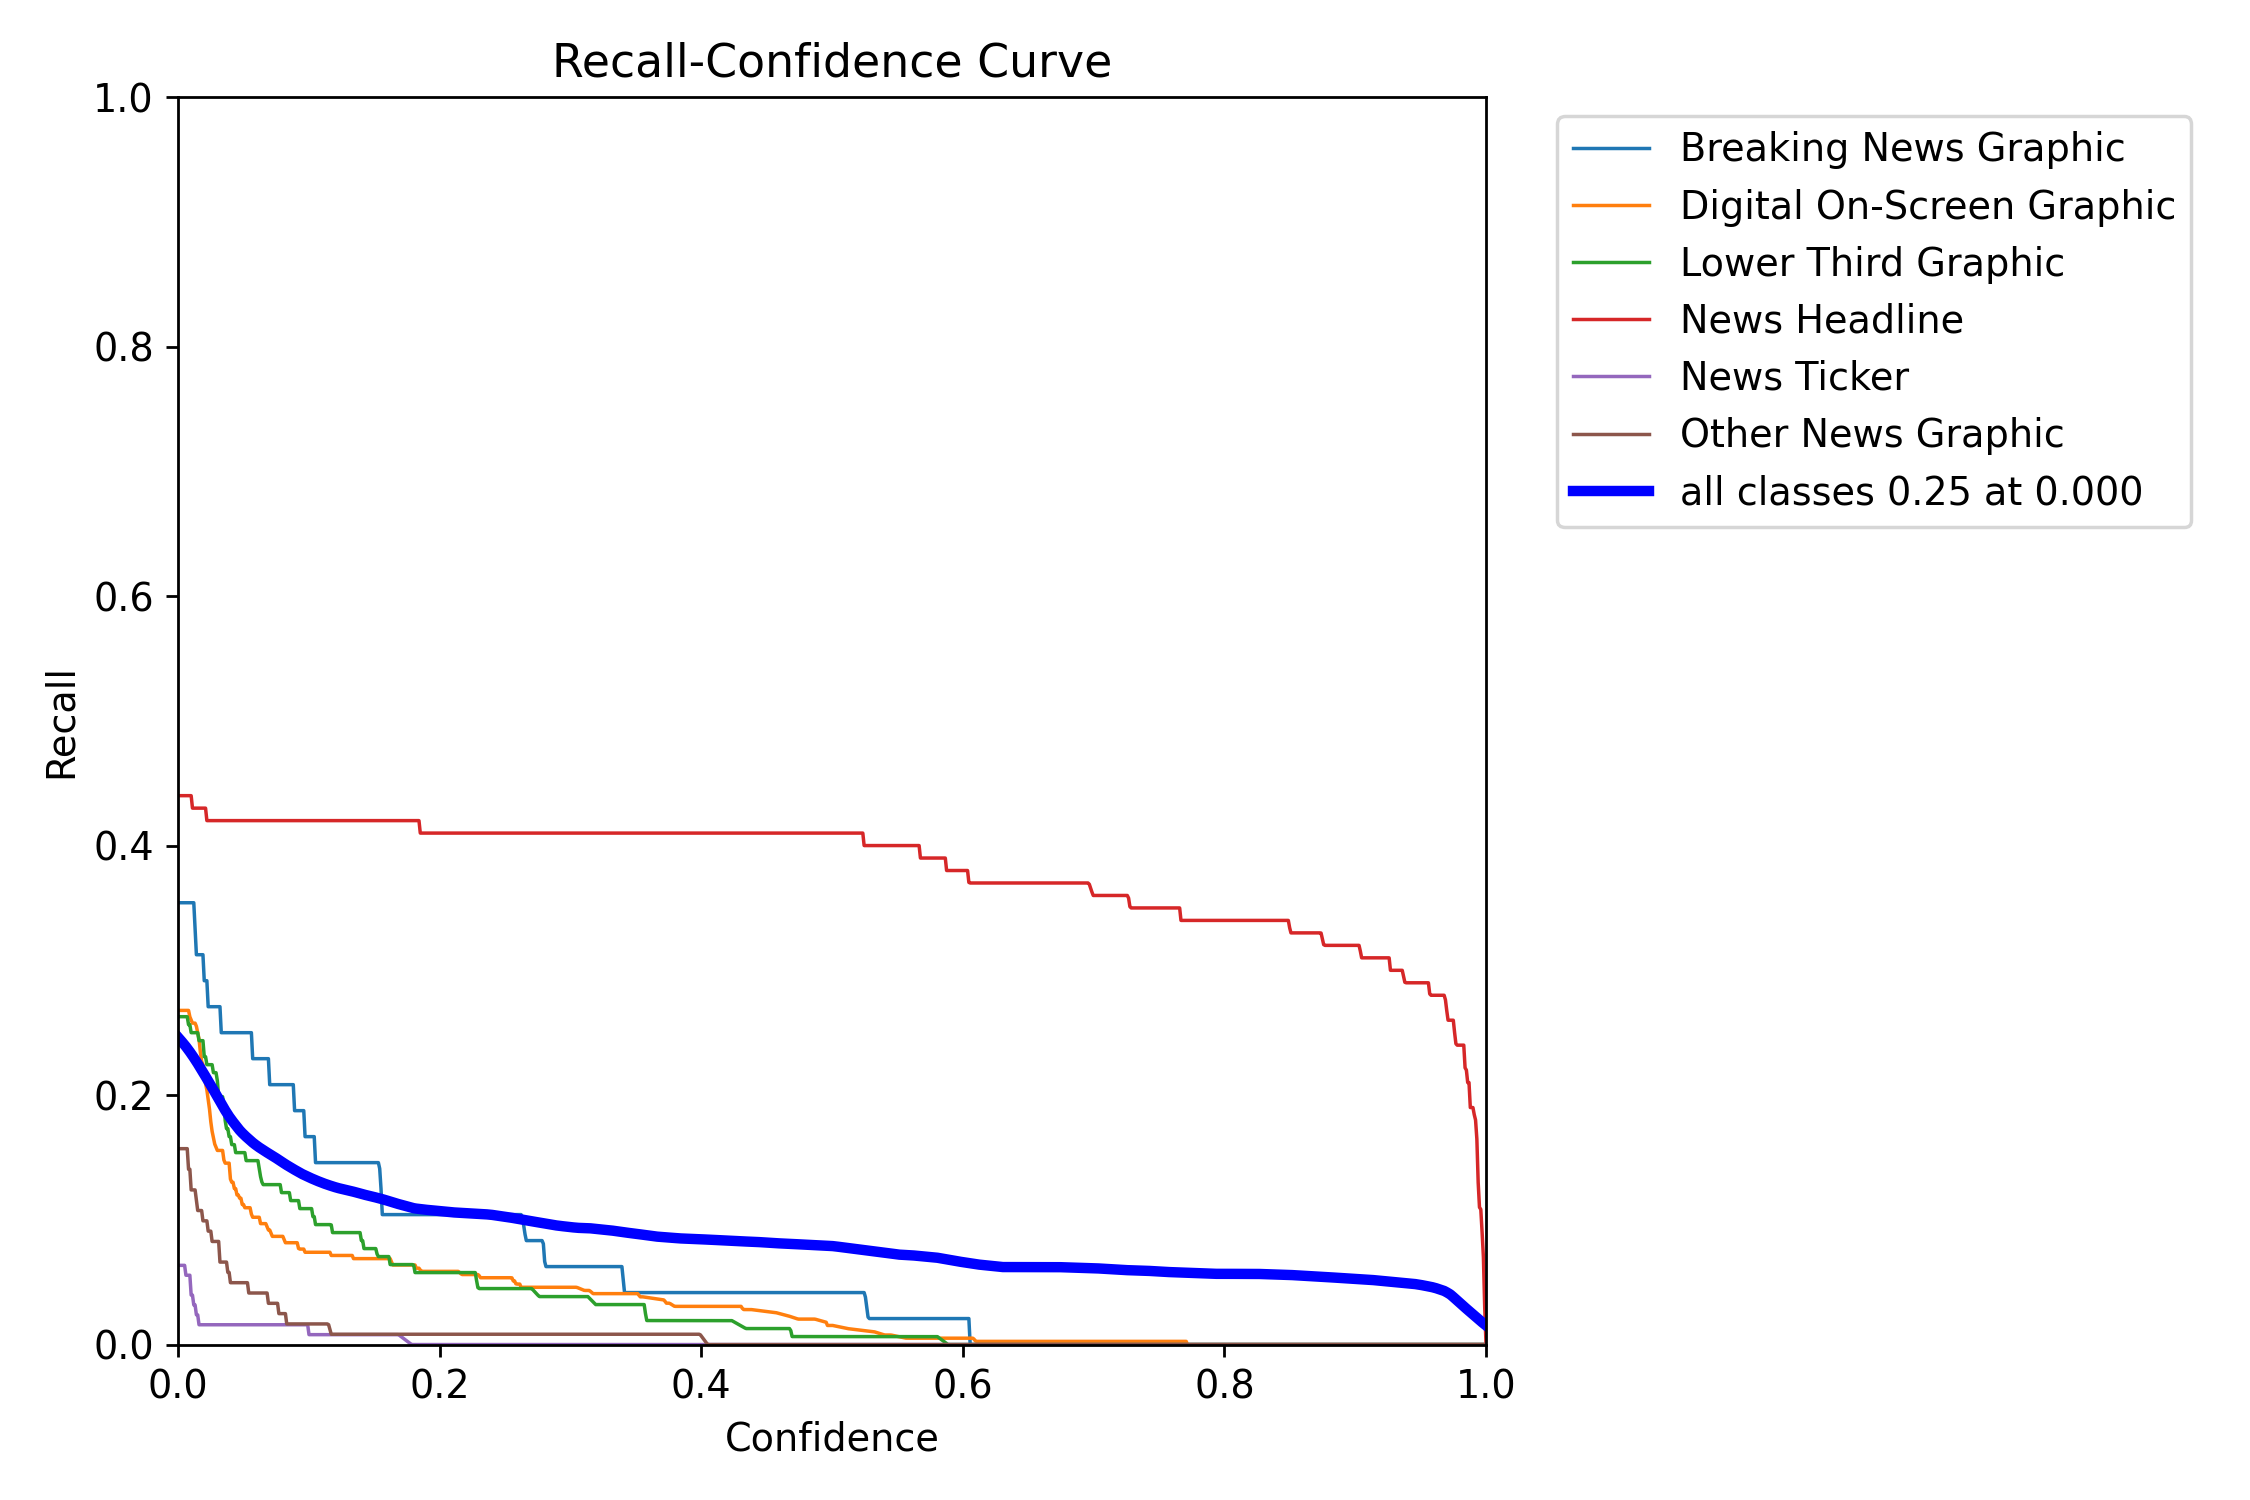 Recall-Confidence Curve
1.0
0.8
0.6
0.4
0.2
0.0
Recall
0.0 0.2 0.4 0.6 0.8 1.0
Confidence
Breaking News Graphic
Digital On-Screen Graphic
Lower Third Graphic
News Headline
News Ticker
Other News Graphic
all classes 0.25 at 0.000